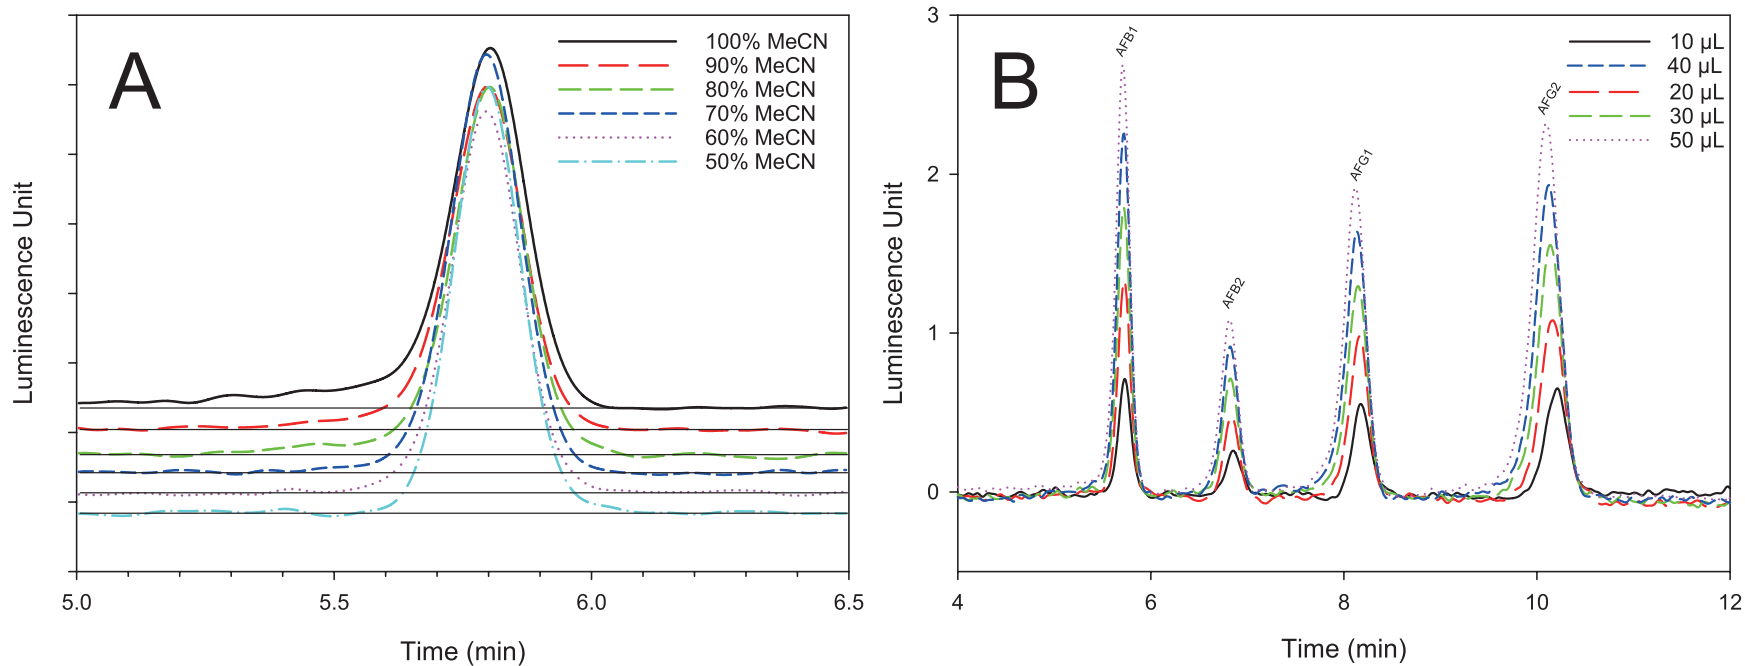 A
100% MeCN
90% MeCN
80% MeCN
70% MeCN
60% MeCN
50% MeCN
Luminescence Unit
5.0 5.5 6.0 6.5
Time (min)
B
10 µL
40 µL
20 µL
30 µL
50 µL
AFB1
AFB2
AFG1
AFG2
Luminescence Unit
3
2
1
0
4 6 8 10 12
Time (min)